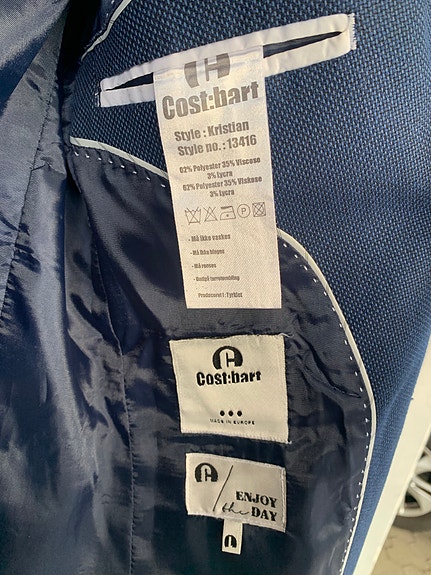 Cost:bart
Style : Kristian
Style no.: 13416
62% Polyester 35% Viscose
3% Lycra
62% Polyester 35% Viskose
3% Lycra
- Må ikke vaskes
- Må ikke bleges
- Må renses
- Undgå tørretumbling
Produceret i : Tyrkiet
Cost:bart
MADE IN EUROPE
ENJOY
the DAY